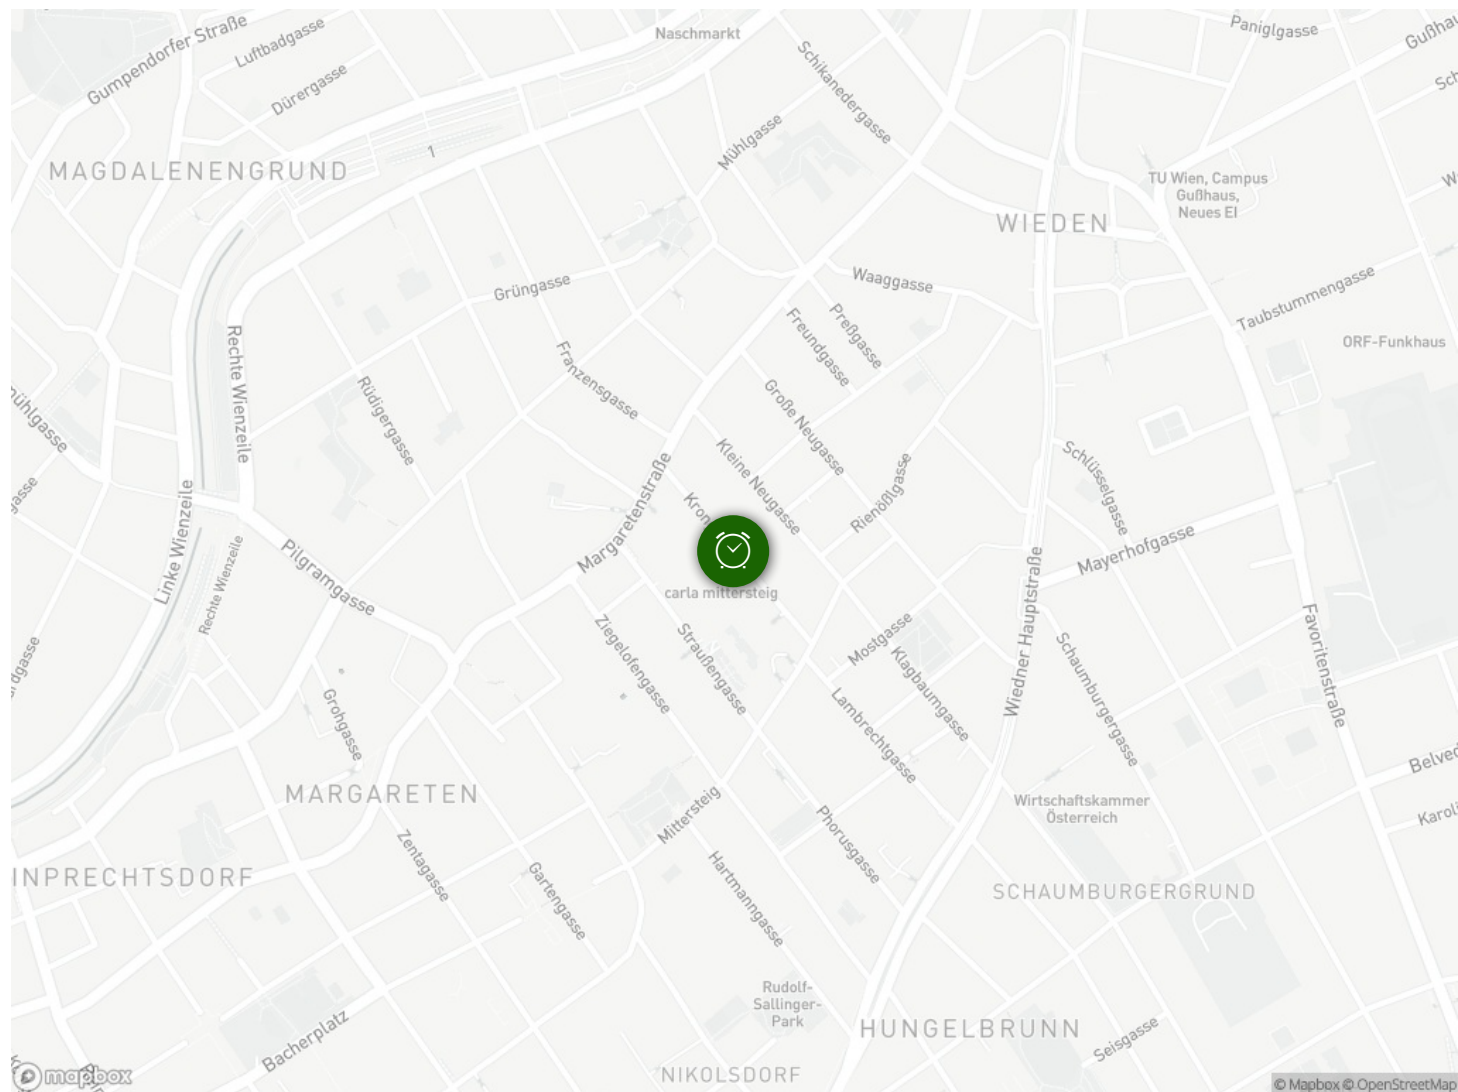 Gumpendorfer Straße
Luftbadgasse
Dürergasse
Naschmarkt
Schikanedergasse
Paniglgasse
Mühlgasse
1
MAGDALENENGRUND
TU Wien, Campus
Gußhaus,
Neues EI
WIEDEN
Grüngasse
Waaggasse
Taubstummengasse
Preßgasse
Freundgasse
ORF-Funkhaus
Rechte Wienzeile
Franzensgasse
Rüdigergasse
Große Neugasse
Kleine Neugasse
Schlüsselgasse
Rienößlgasse
Margaretenstraße
Linke Wienzeile
Mayerhofgasse
Pilgramgasse
Rechte Wienzeile
carla mittersteig
Wiedner Hauptstraße
Favoritenstraße
Ziegelofengasse
Straußengasse
Mostgasse
Klagbaumgasse
Schaumburgergasse
Grohgasse
Lambrechtgasse
MARGARETEN
Wirtschaftskammer
Österreich
Mittersteig
Phorusgasse
Zentagasse
Gartengasse
Hartmanngasse
INPRECHTSDORF
SCHAUMBURGERGRUND
Rudolf-
Sallinger-
Park
HUNGELBRUNN
Bacherplatz
Seisgasse
NIKOLSDORF
mapbox
© Mapbox © OpenStreetMap